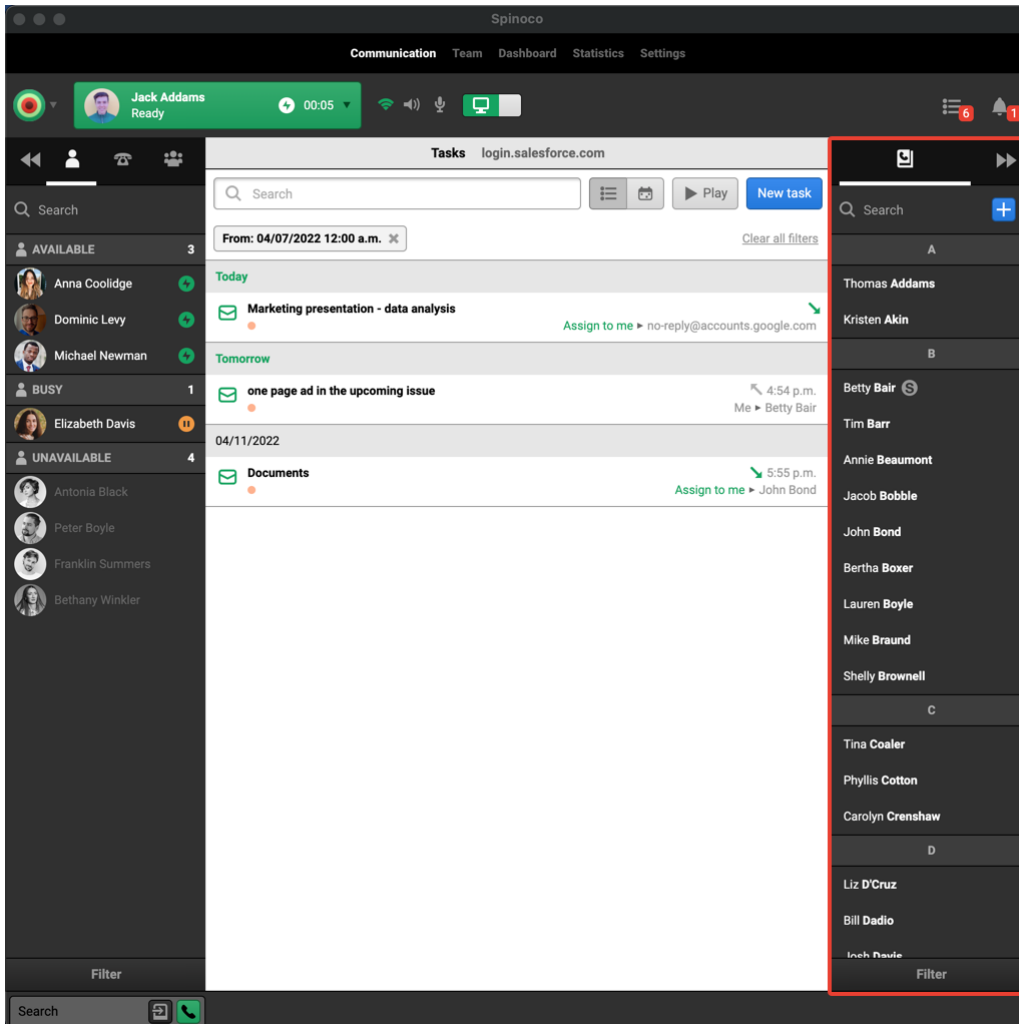 Spinoco
Communication Team Dashboard Statistics Settings
Jack Addams
Ready
00:05
6
1
Search
AVAILABLE 3
Anna Coolidge
Dominic Levy
Michael Newman
BUSY 1
Elizabeth Davis
UNAVAILABLE 4
Antonia Black
Peter Boyle
Franklin Summers
Bethany Winkler
Filter
Search
Tasks login.salesforce.com
Search
Play
New task
From: 04/07/2022 12:00 a.m.
Clear all filters
Today
Marketing presentation - data analysis
Assign to me ▸ no-reply@accounts.google.com
Tomorrow
one page ad in the upcoming issue
4:54 p.m.
Me ▸ Betty Bair
04/11/2022
Documents
5:55 p.m.
Assign to me ▸ John Bond
Search
A
Thomas Addams
Kristen Akin
B
Betty Bair S
Tim Barr
Annie Beaumont
Jacob Bobble
John Bond
Bertha Boxer
Lauren Boyle
Mike Braund
Shelly Brownell
C
Tina Coaler
Phyllis Cotton
Carolyn Crenshaw
D
Liz D'Cruz
Bill Dadio
Josh Davis
Filter